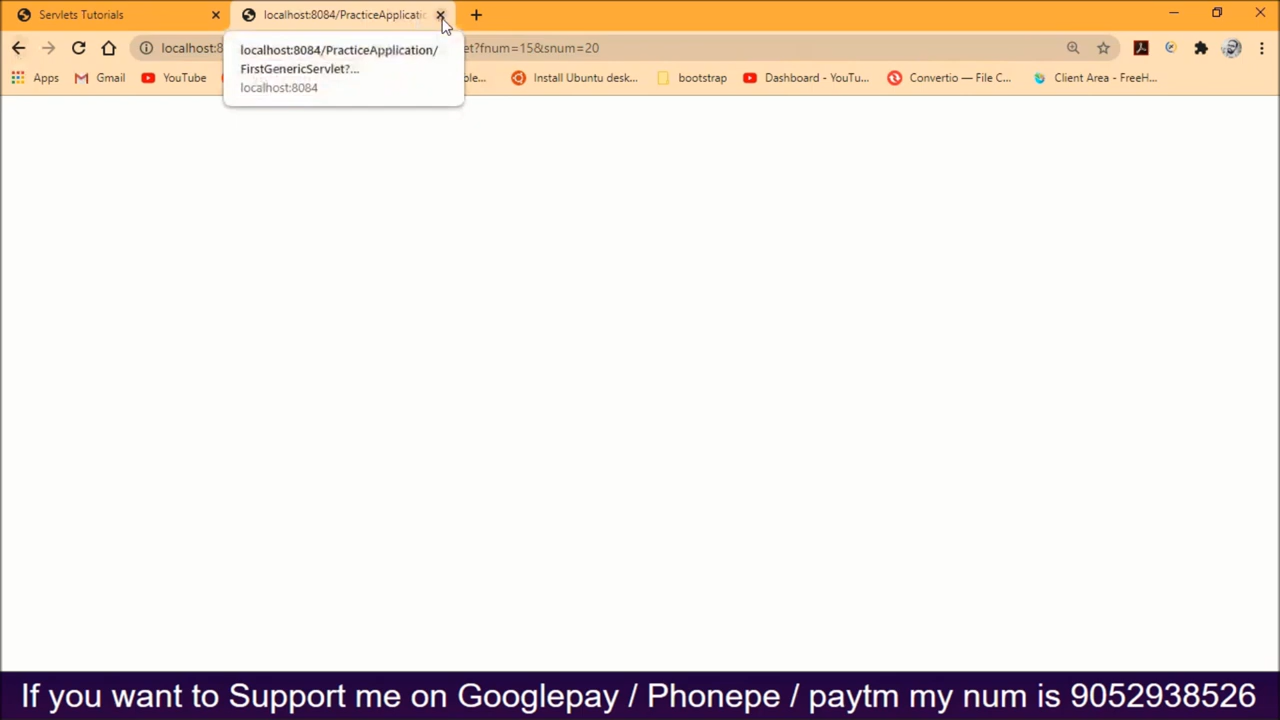 Servlets Tutorials
localhost:8084/PracticeApplicatic
localhost:8
et?fnum=15&snum=20
localhost:8084/PracticeApplication/
FirstGenericServlet?...
localhost:8084
Apps Gmail YouTube ple... Install Ubuntu desk... bootstrap Dashboard - YouTu... Convertio — File C... Client Area - FreeH...
If you want to Support me on Googlepay / Phonepe / paytm my num is 9052938526